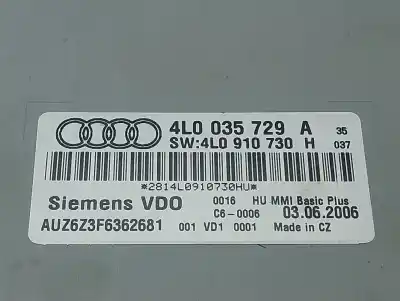 4L0 035 729 A 35
SW:4L0 910 730 H 037
*2814L0910730HU*
Siemens VDO 0016 HU MMI Basic Plus
C6-0006 03.06.2006
AUZ6Z3F6362681 001 VD1 0001 Made in CZ